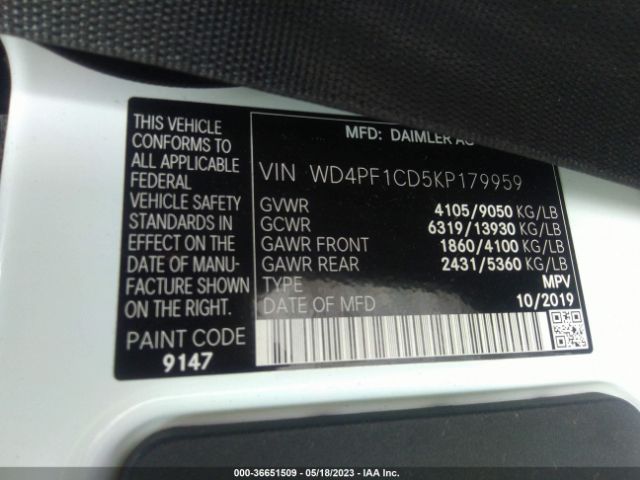 THIS VEHICLE
CONFORMS TO
ALL APPLICABLE
FEDERAL
VEHICLE SAFETY
STANDARDS IN
EFFECT ON THE
DATE OF MANU-
FACTURE SHOWN
ON THE RIGHT.
PAINT CODE
9147
MFD: DAIMLER AG
VIN WD4PF1CD5KP179959
GVWR 4105/9050 KG/LB
GCWR 6319/13930 KG/LB
GAWR FRONT 1860/4100 KG/LB
GAWR REAR 2431/5360 KG/LB
TYPE MPV
DATE OF MFD 10/2019
000-36651509 - 05/18/2023 - IAA Inc.